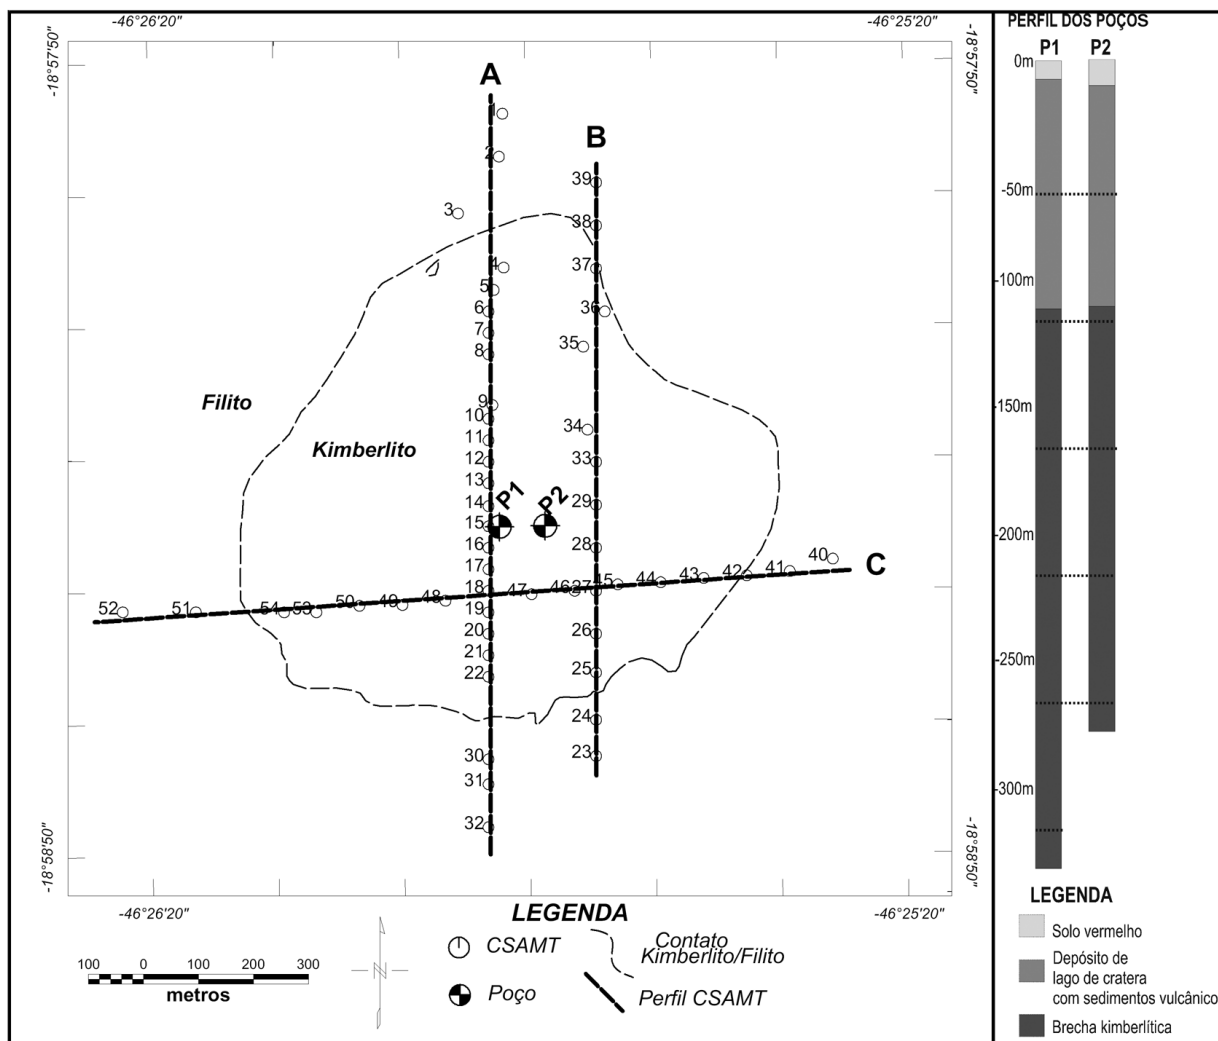 -46°26'20"
-46°25'20"
-18°57'50"
-18°57'50"
A
B
1
2
39
3
38
4
37
5
6
36
7
35
8
9
10
34
11
12
33
13
14
29
15
16
28
17
18
19
20
26
21
25
22
24
30
23
31
32
Filito
Kimberlito
P1
P2
52
51
54
53
50
49
48
47
46
27
45
44
43
42
41
40
C
-18°58'50"
-18°58'50"
-46°26'20"
-46°25'20"
100 0 100 200 300
metros
N
LEGENDA
CSAMT
Poço
Contato
Kimberlito/Filito
Perfil CSAMT
PERFIL DOS POÇOS
P1 P2
0m
-50m
-100m
-150m
-200m
-250m
-300m
LEGENDA
Solo vermelho
Depósito de
lago de cratera
com sedimentos vulcânico
Brecha kimberlítica